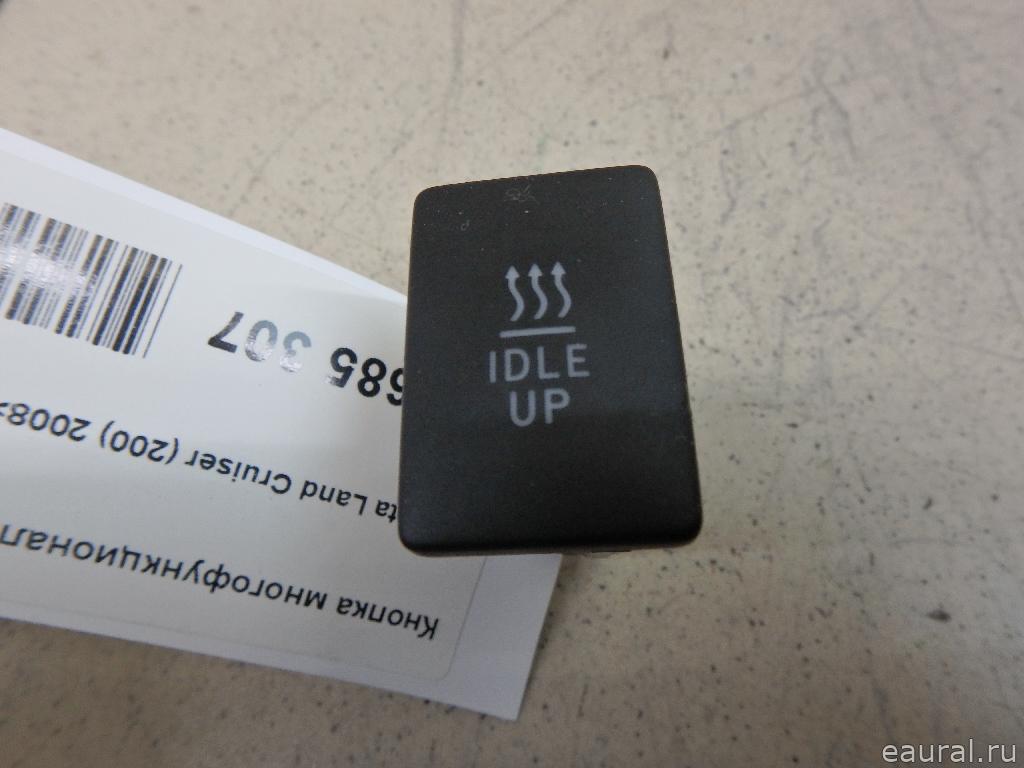 IDLE
UP
Кнопка многофункционал
ta Land Cruiser (200) 2008>
685 307
eaural.ru